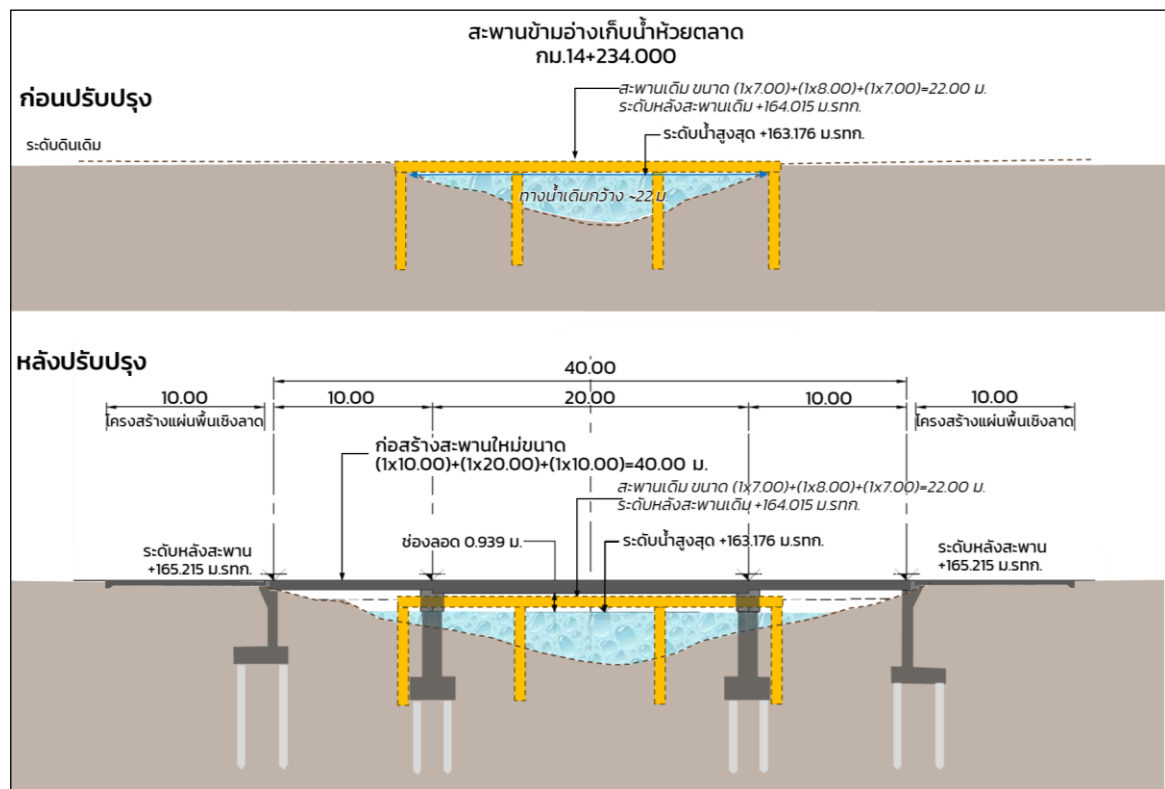 สะพานข้ามอ่างเก็บน้ำห้วยตลาด
กม.14+234.000
ก่อนปรับปรุง
สะพานเดิม ขนาด (1x7.00)+(1x8.00)+(1x7.00)=22.00 ม.
ระดับหลังสะพานเดิม +164.015 ม.รทก.
ระดับน้ำสูงสุด +163.176 ม.รทก.
ระดับดินเดิม
ทางน้ำเดิมกว้าง ~22 ม.
หลังปรับปรุง
40.00
10.00
10.00
20.00
10.00
10.00
โครงสร้างแผ่นพื้นเชิงลาด
โครงสร้างแผ่นพื้นเชิงลาด
ก่อสร้างสะพานใหม่ขนาด
(1x10.00)+(1x20.00)+(1x10.00)=40.00 ม.
สะพานเดิม ขนาด (1x7.00)+(1x8.00)+(1x7.00)=22.00 ม.
ระดับหลังสะพานเดิม +164.015 ม.รทก.
ช่องลอด 0.939 ม.
ระดับน้ำสูงสุด +163.176 ม.รทก.
ระดับหลังสะพาน
+165.215 ม.รทก.
ระดับหลังสะพาน
+165.215 ม.รทก.